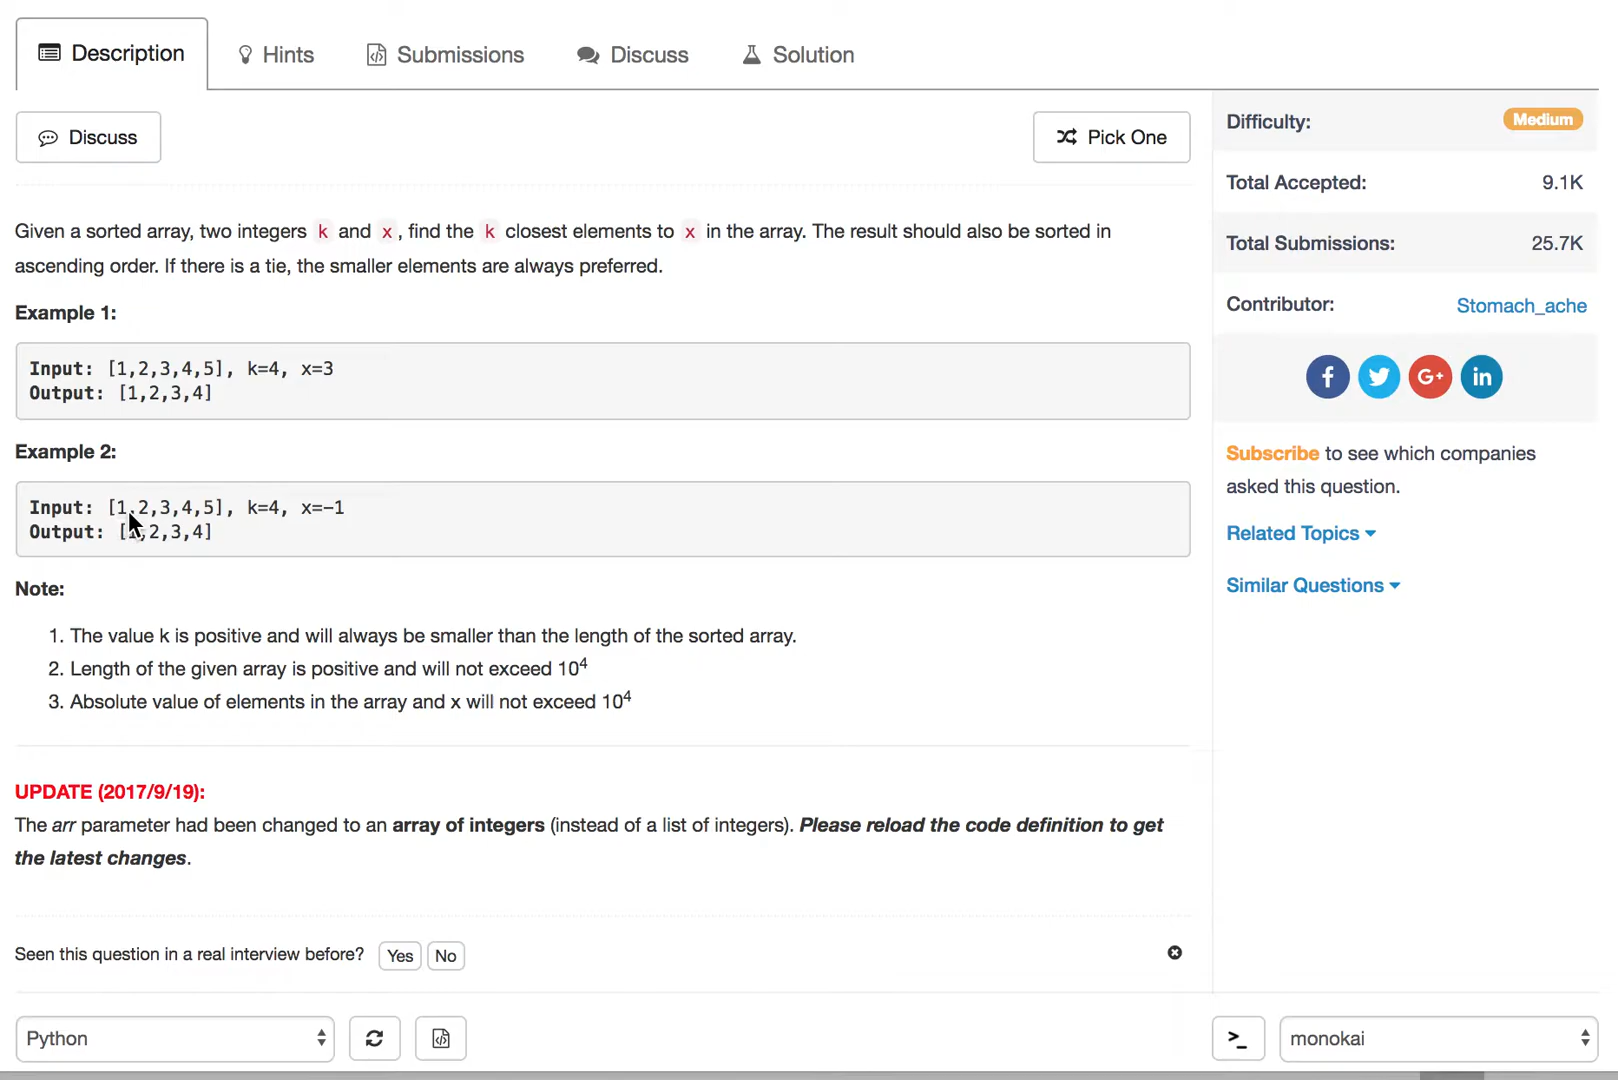 Description Hints Submissions Discuss Solution
Discuss Pick One
Given a sorted array, two integers k and x, find the k closest elements to x in the array. The result should also be sorted in
ascending order. If there is a tie, the smaller elements are always preferred.
Example 1:
Input: [1,2,3,4,5], k=4, x=3
Output: [1,2,3,4]
Example 2:
Input: [1,2,3,4,5], k=4, x=-1
Output: [1,2,3,4]
Note:
1. The value k is positive and will always be smaller than the length of the sorted array.
2. Length of the given array is positive and will not exceed 10⁴
3. Absolute value of elements in the array and x will not exceed 10⁴
UPDATE (2017/9/19):
The arr parameter had been changed to an array of integers (instead of a list of integers). Please reload the code definition to get
the latest changes.
Seen this question in a real interview before? Yes No
Python
Difficulty: Medium
Total Accepted: 9.1K
Total Submissions: 25.7K
Contributor: Stomach_ache
f G+ in
Subscribe to see which companies
asked this question.
Related Topics
Similar Questions
>_ monokai